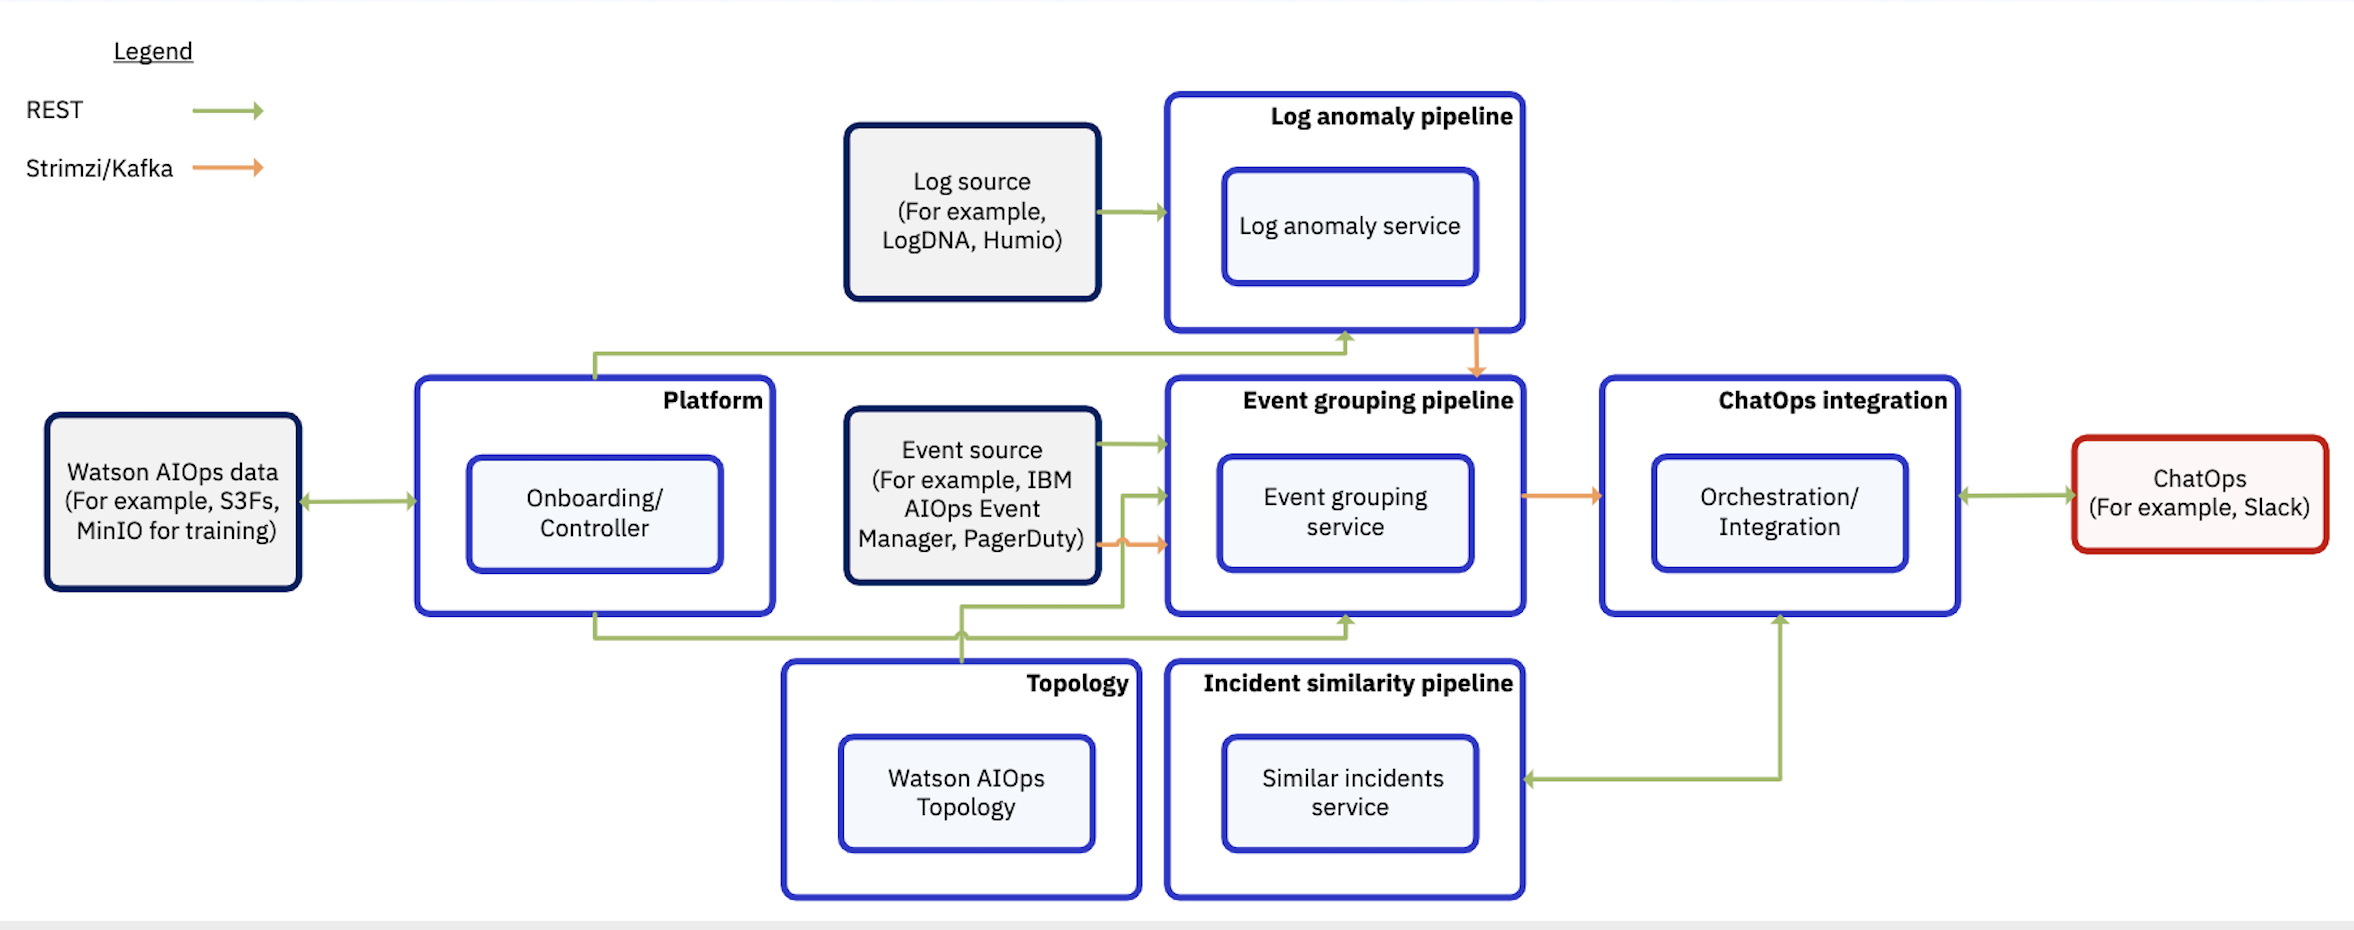 Legend
REST
Strimzi/Kafka
Log source
(For example,
LogDNA, Humio)
Log anomaly pipeline
Log anomaly service
Watson AIOps data
(For example, S3Fs,
MinIO for training)
Platform
Onboarding/
Controller
Event source
(For example, IBM
AIOps Event
Manager, PagerDuty)
Event grouping pipeline
Event grouping
service
ChatOps integration
Orchestration/
Integration
ChatOps
(For example, Slack)
Topology
Watson AIOps
Topology
Incident similarity pipeline
Similar incidents
service